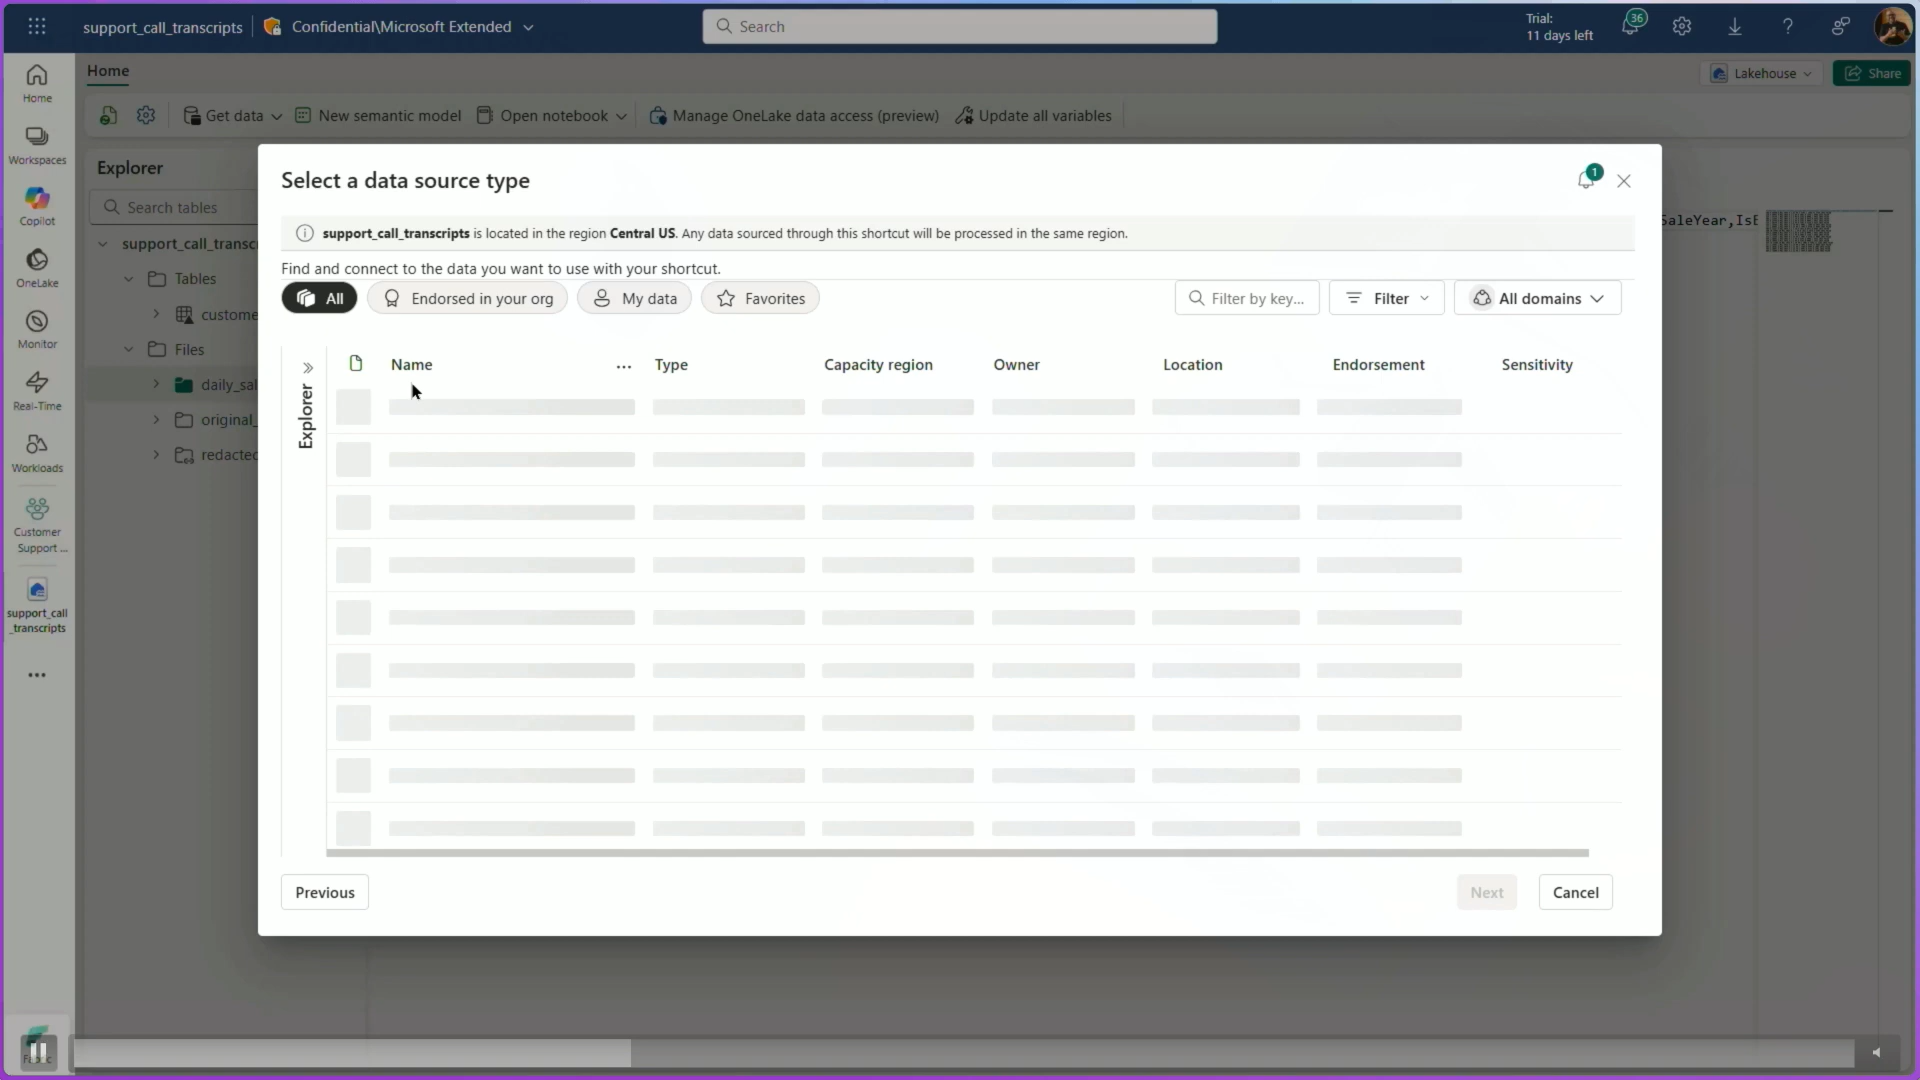 support_call_transcripts
Confidential\Microsoft Extended
Search
Trial:
11 days left
36
Home
Lakehouse
Share
Get data
New semantic model
Open notebook
Manage OneLake data access (preview)
Update all variables
Home
Workspaces
Copilot
OneLake
Monitor
Real-Time
Workloads
Customer
Support ...
support_call
_transcripts
Explorer
Search tables
support_call_transc
Tables
custome
Files
daily_sal
original_
redacted
SaleYear,IsE
Select a data source type
1
support_call_transcripts is located in the region Central US. Any data sourced through this shortcut will be processed in the same region.
Find and connect to the data you want to use with your shortcut.
All
Endorsed in your org
My data
Favorites
Filter by key...
Filter
All domains
Explorer
Name
...
Type
Capacity region
Owner
Location
Endorsement
Sensitivity
Previous
Next
Cancel